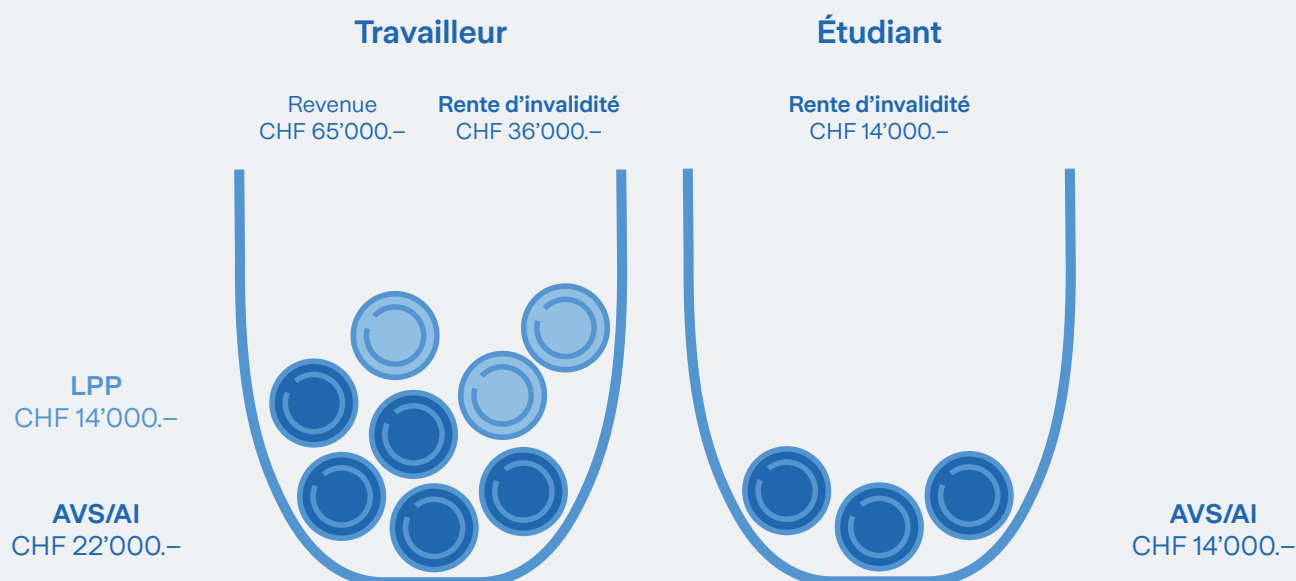 Travailleur
Étudiant
Revenue
CHF 65’000.–
Rente d’invalidité
CHF 36’000.–
Rente d’invalidité
CHF 14’000.–
LPP
CHF 14’000.–
AVS/AI
CHF 22’000.–
AVS/AI
CHF 14’000.–